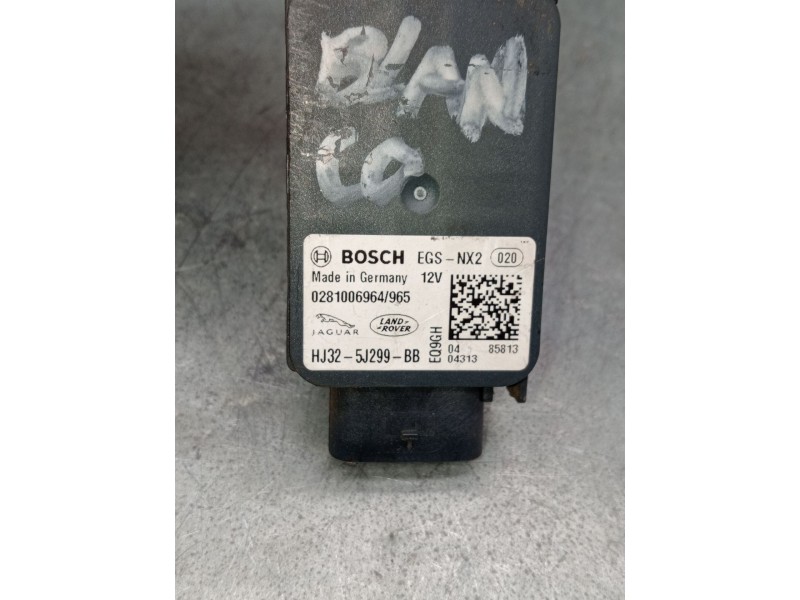 BLAN
CO.
BOSCH EGS-NX2 020
Made in Germany 12V
0281006964/965
JAGUAR LAND-ROVER
HJ32-5J299-BB
EQ9GH
04 85813
04313